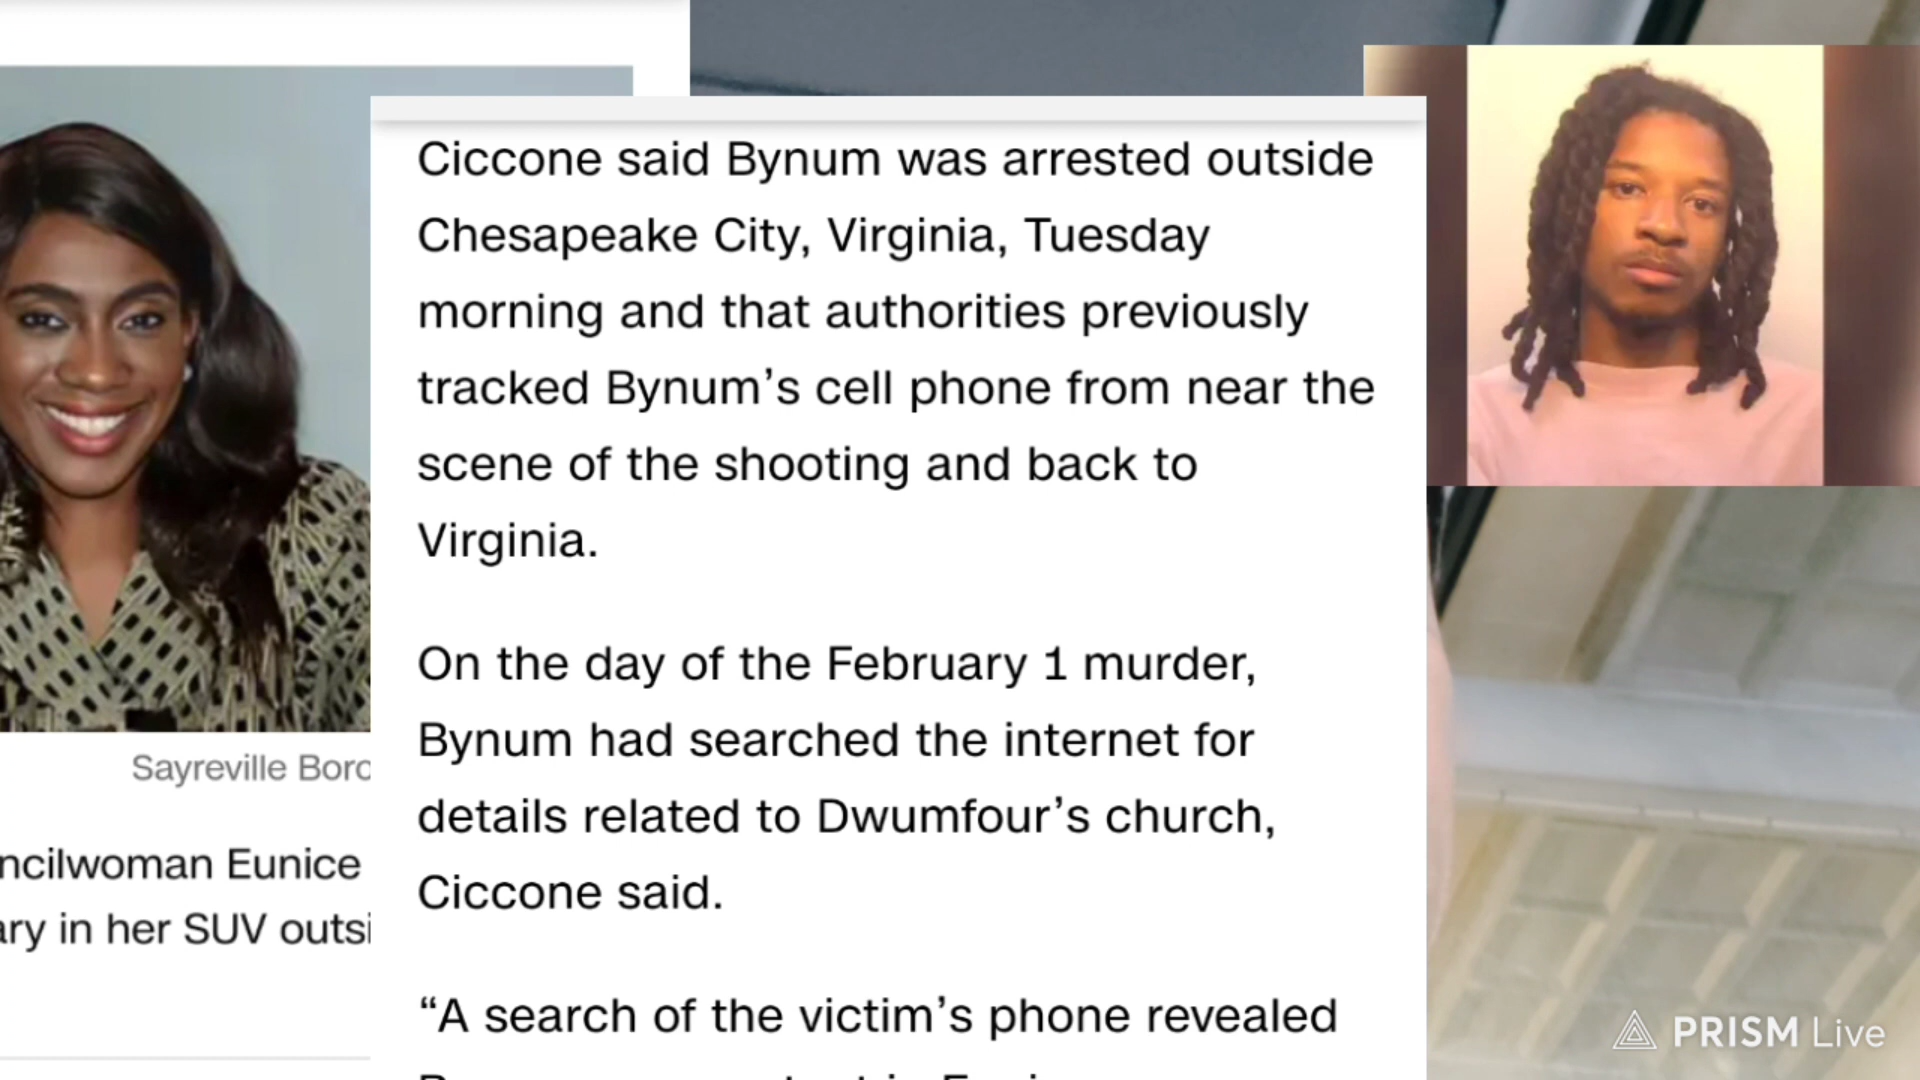 Ciccone said Bynum was arrested outside
Chesapeake City, Virginia, Tuesday
morning and that authorities previously
tracked Bynum’s cell phone from near the
scene of the shooting and back to
Virginia.
On the day of the February 1 murder,
Bynum had searched the internet for
details related to Dwumfour’s church,
Ciccone said.
“A search of the victim’s phone revealed
Sayreville Boro
ncilwoman Eunice
ary in her SUV outsi
PRISM Live